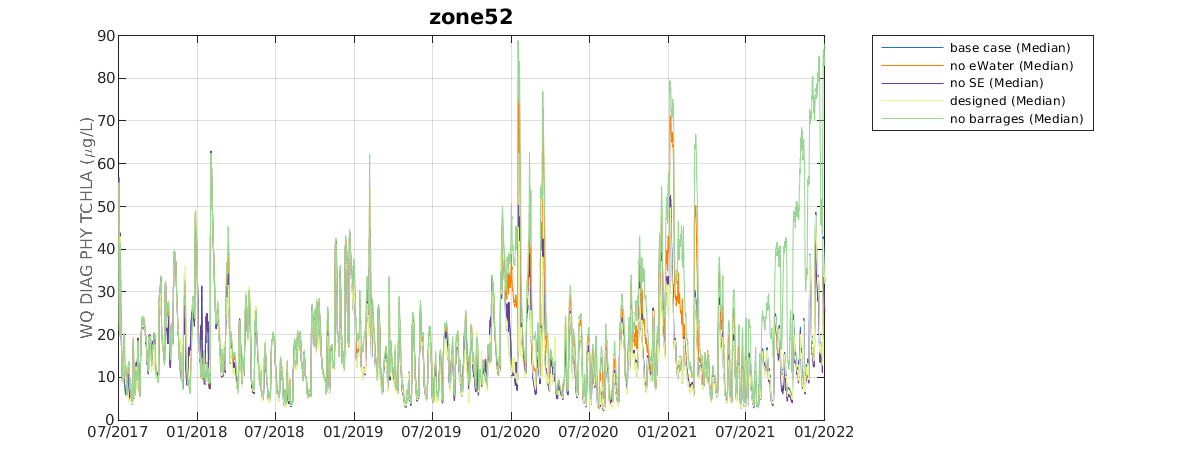 zone52
WQ DIAG PHY TCHLA (μg/L)
90
80
70
60
50
40
30
20
10
0
07/2017 01/2018 07/2018 01/2019 07/2019 01/2020 07/2020 01/2021 07/2021 01/2022
base case (Median)
no eWater (Median)
no SE (Median)
designed (Median)
no barrages (Median)